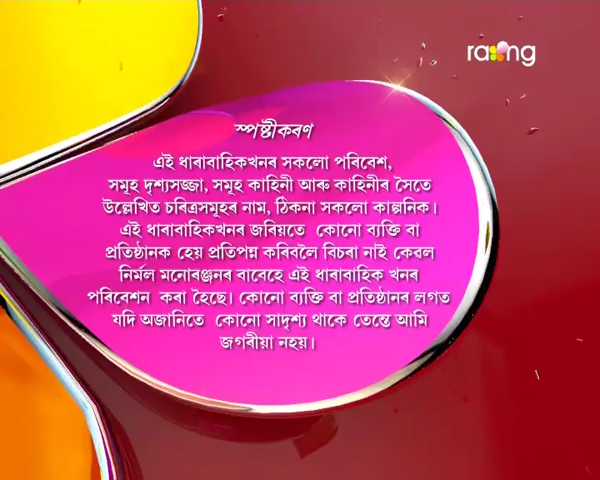 rang
স্পষ্টীকৰণ
এই ধাৰাবাহিকখনৰ সকলো পৰিবেশ,
সমূহ দৃশ্যসজ্জা, সমূহ কাহিনী আৰু কাহিনীৰ সৈতে
উল্লেখিত চৰিত্ৰসমূহৰ নাম, ঠিকনা সকলো কাল্পনিক।
এই ধাৰাবাহিকখনৰ জৰিয়তে কোনো ব্যক্তি বা
প্ৰতিষ্ঠানক হেয় প্ৰতিপন্ন কৰিবলৈ বিচৰা নাই কেৱল
নিৰ্মল মনোৰঞ্জনৰ বাবেহে এই ধাৰাবাহিক খনৰ
পৰিবেশন কৰা হৈছে। কোনো ব্যক্তি বা প্ৰতিষ্ঠানৰ লগত
যদি অজানিতে কোনো সাদৃশ্য থাকে তেন্তে আমি
জগৰীয়া নহয়।